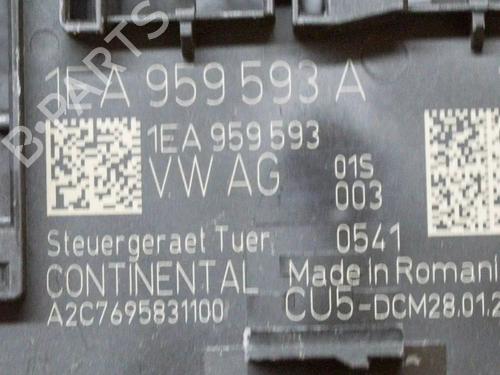 1EA 959 593 A
1EA 959 593
VW AG
01S
003
Steuergeraet Tuer
0541
CONTINENTAL
Made in Romani
A2C7695831100
CU5-DCM28.01.2
B-PARTS